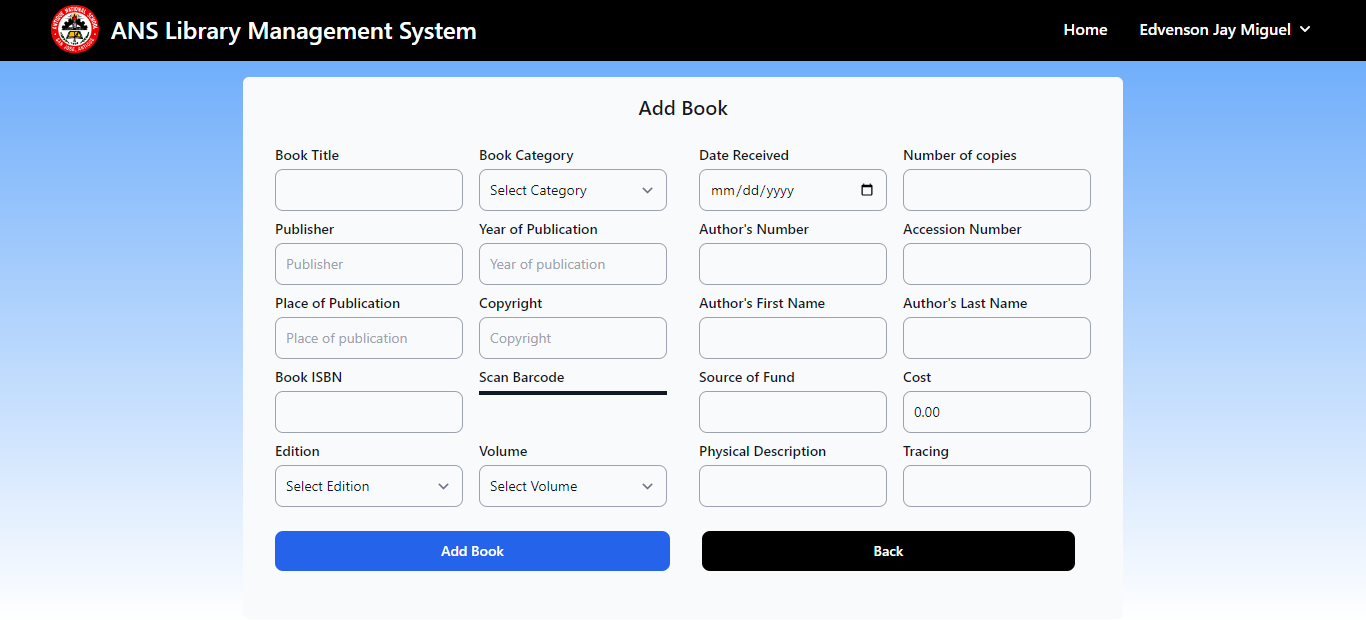 ANS Library Management System
Home
Edvenson Jay Miguel
Add Book
Book Title
Book Category
Date Received
Number of copies
Select Category
mm/dd/yyyy
Publisher
Year of Publication
Author's Number
Accession Number
Publisher
Year of publication
Place of Publication
Copyright
Author's First Name
Author's Last Name
Place of publication
Copyright
Book ISBN
Scan Barcode
Source of Fund
Cost
0.00
Edition
Volume
Physical Description
Tracing
Select Edition
Select Volume
Add Book
Back